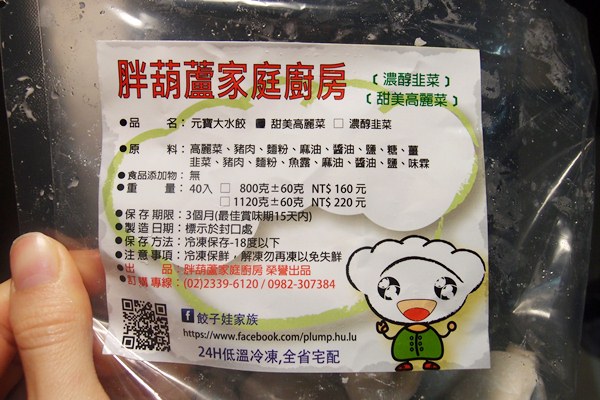 胖葫蘆家庭廚房
﹝濃醇韭菜﹞
﹝甜美高麗菜﹞
●品 名：元寶大水餃 ■ 甜美高麗菜 □ 濃醇韭菜
●原 料：高麗菜、豬肉、麵粉、麻油、醬油、鹽、糖、薑
韭菜、豬肉、麵粉、魚露、麻油、醬油、鹽、味霖
●食品添加物：無
●重 量：40入 □ 800克±60克 NT$ 160 元
□ 1120克±60克 NT$ 220 元
●保存期限：3個月(最佳賞味期15天內)
●製造日期：標示於封口處
●保存方法：冷凍保存-18度以下
●注意事項：冷凍保鮮，解凍勿再凍以免失鮮
●出 品：胖葫蘆家庭廚房 榮譽出品
●訂購專線：(02)2339-6120 / 0982-307384
f 餃子娃家族
https://www.facebook.com/plump.hu.lu
24H低溫冷凍,全省宅配